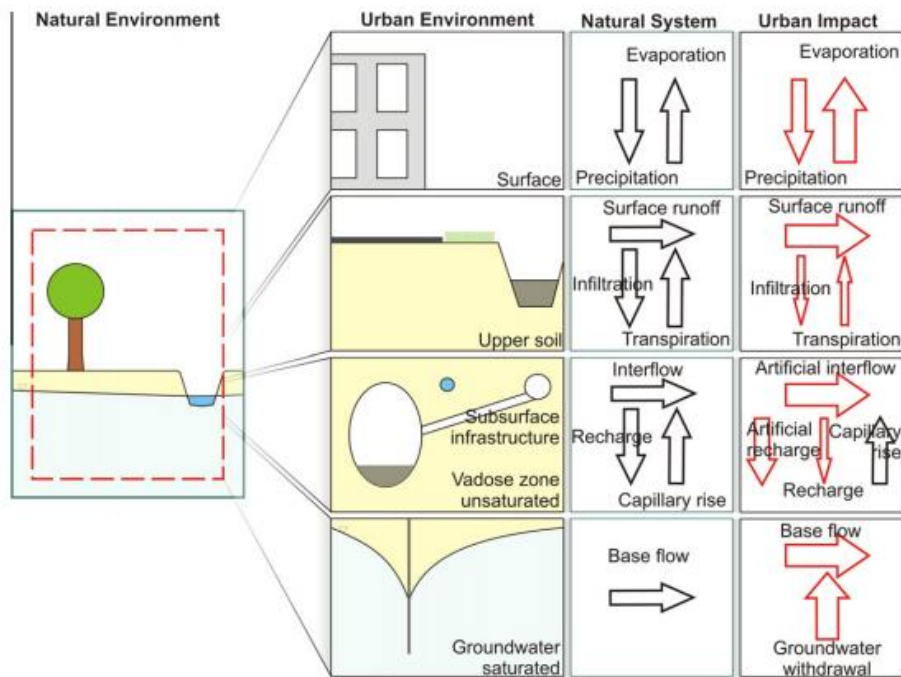 Natural Environment
Urban Environment
Natural System
Urban Impact
Surface
Evaporation
Precipitation
Evaporation
Precipitation
Upper soil
Surface runoff
Infiltration
Transpiration
Surface runoff
Infiltration
Transpiration
Subsurface
infrastructure
Vadose zone
unsaturated
Interflow
Recharge
Capillary rise
Artificial interflow
Artificial
recharge
Capillary
rise
Recharge
Groundwater
saturated
Base flow
Base flow
Groundwater
withdrawal